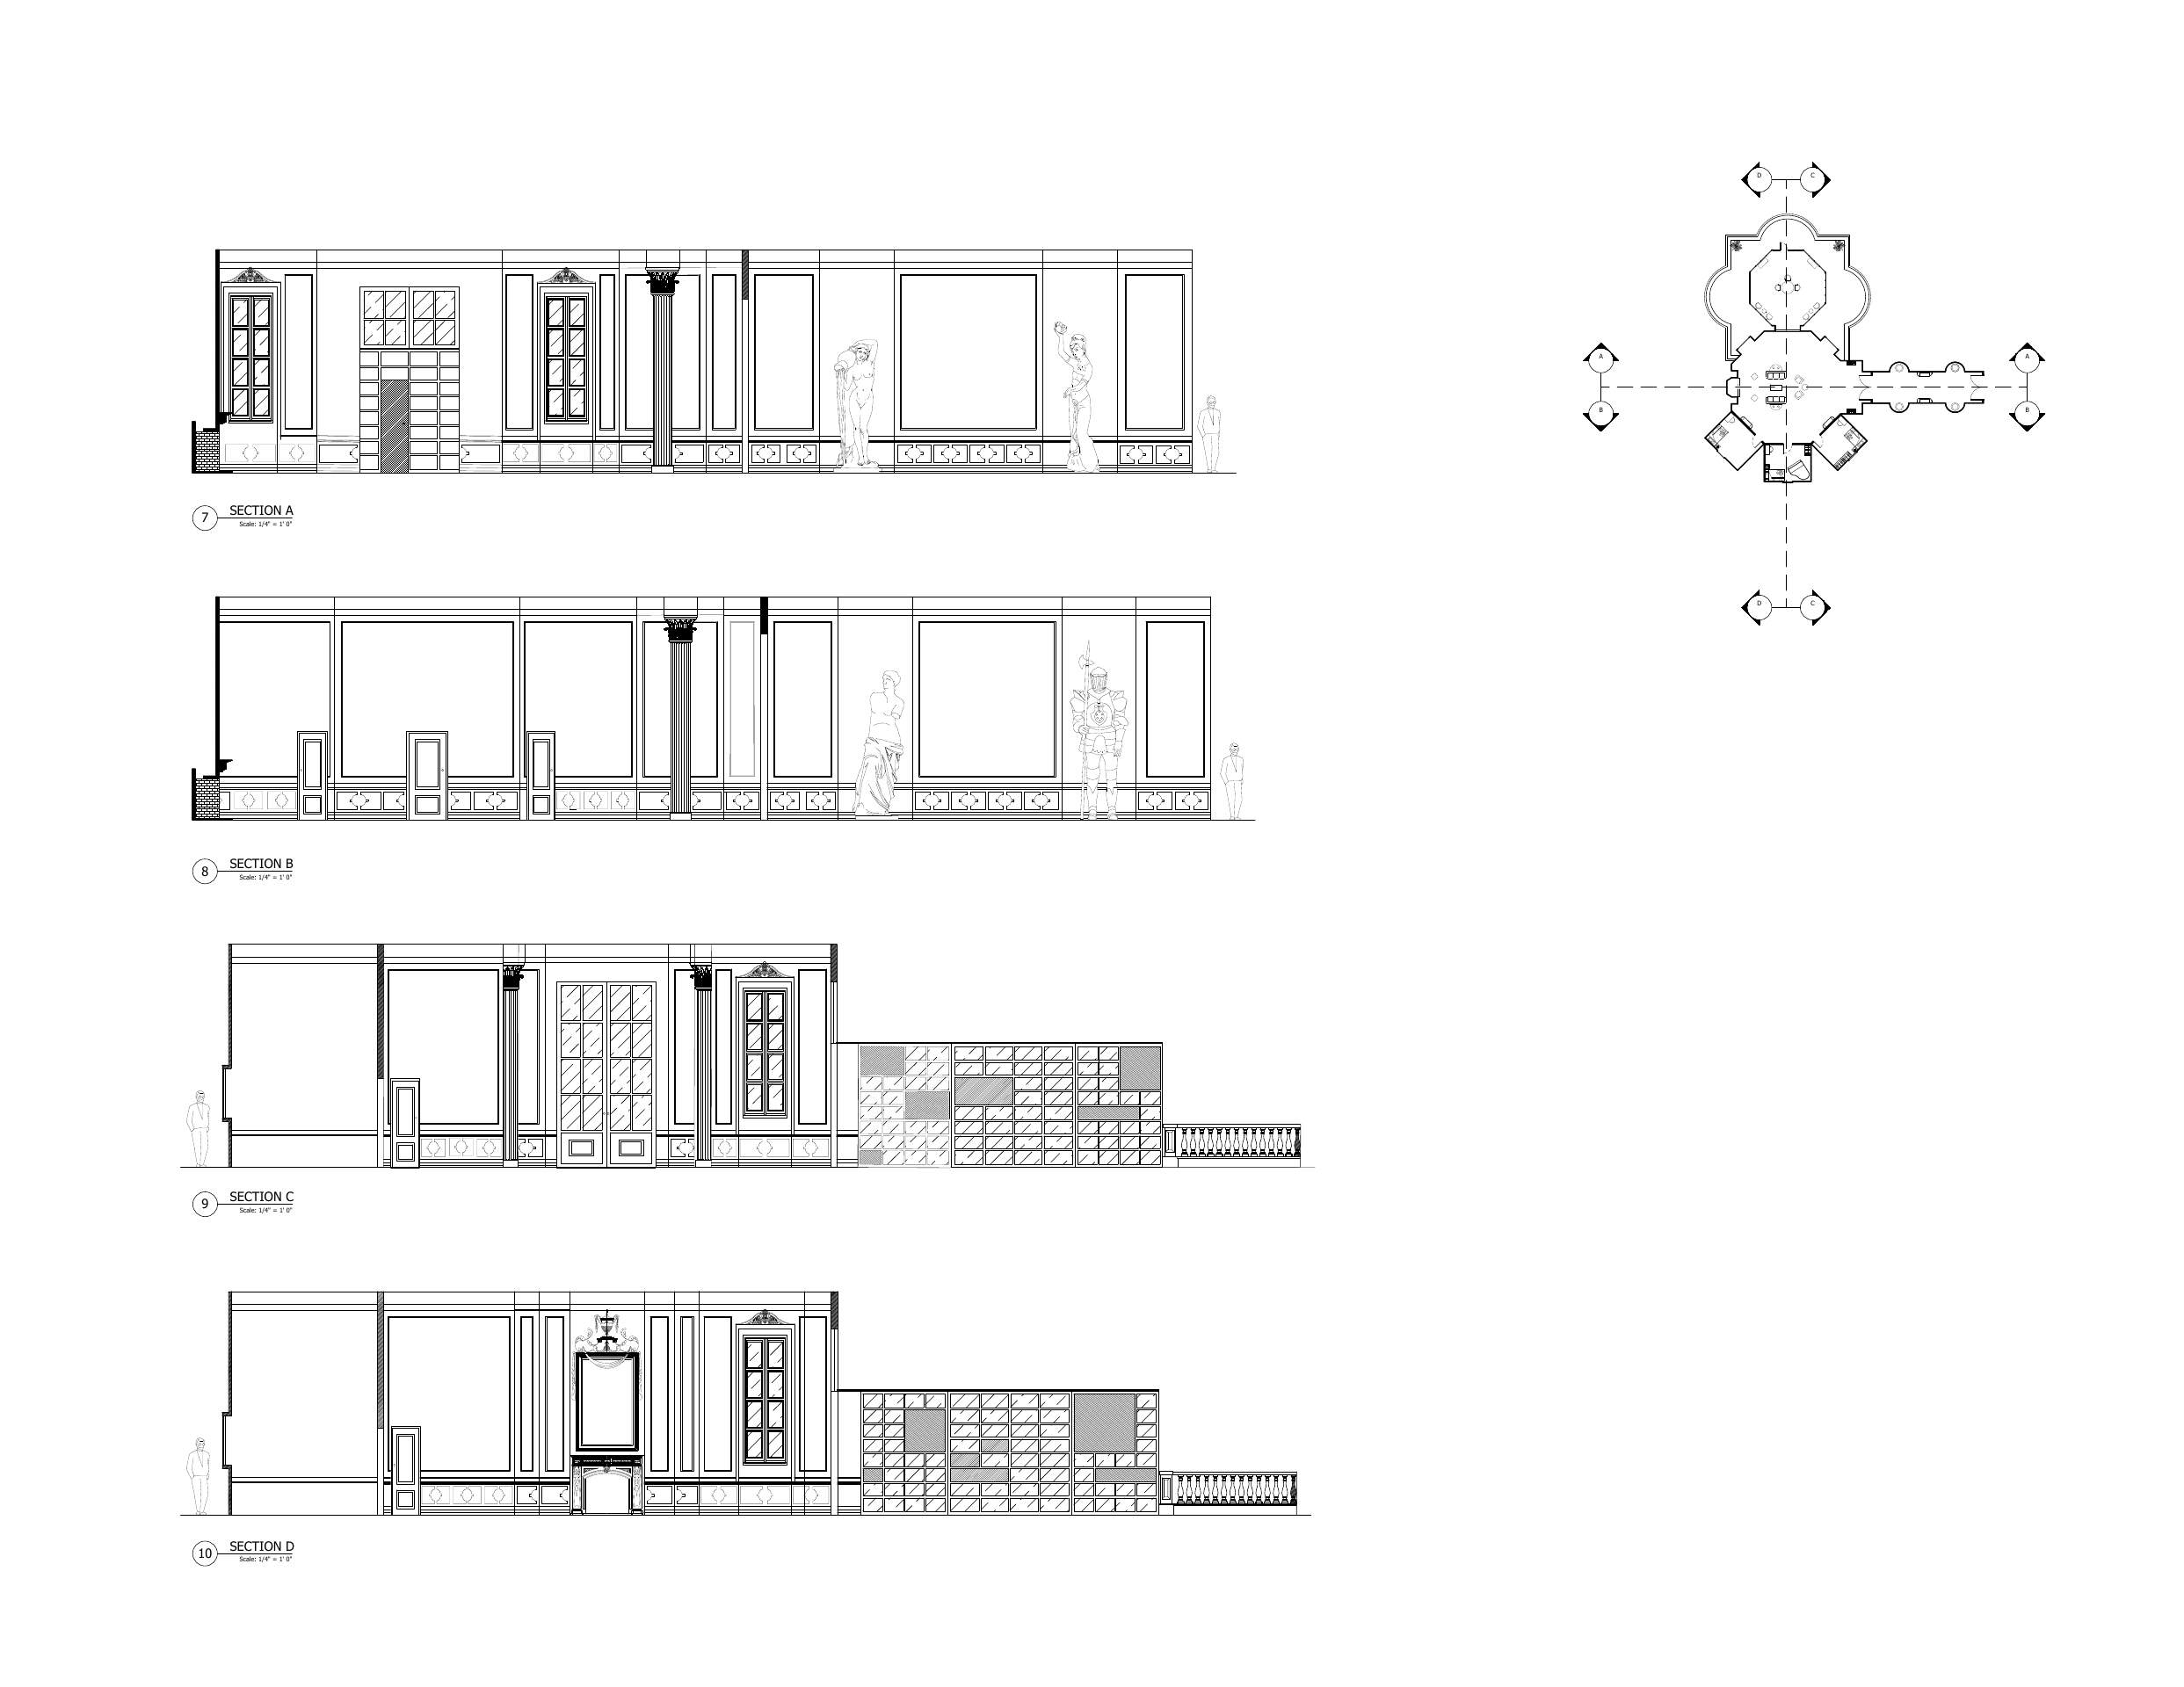 D C
A A
B B
D C
7 SECTION A
Scale: 1/4" = 1' 0"
8 SECTION B
Scale: 1/4" = 1' 0"
9 SECTION C
Scale: 1/4" = 1' 0"
10 SECTION D
Scale: 1/4" = 1' 0"